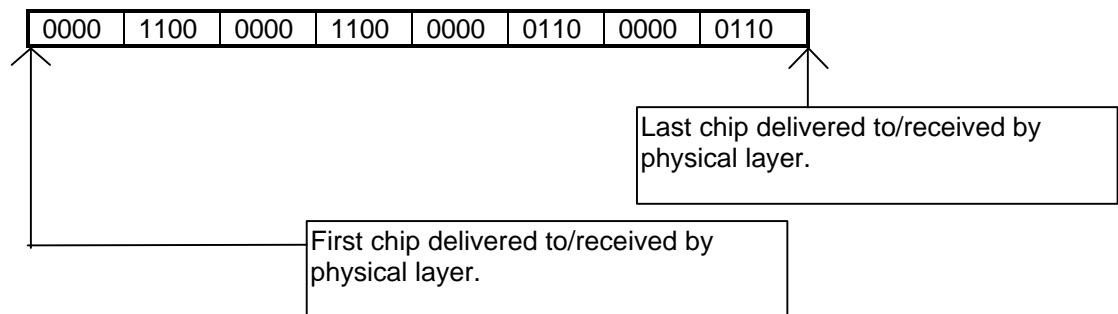 0000 1100 0000 1100 0000 0110 0000 0110
Last chip delivered to/received by
physical layer.
First chip delivered to/received by
physical layer.